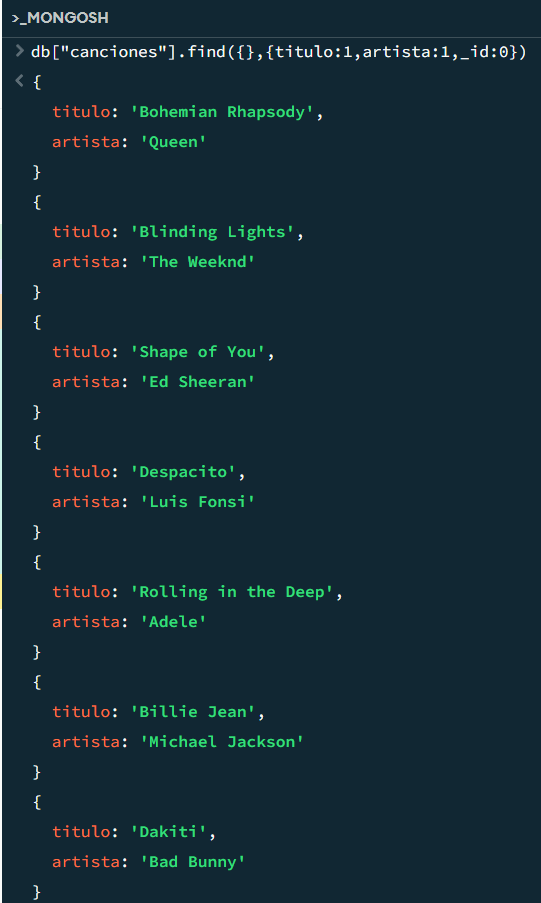 >_MONGOSH
> db["canciones"].find({},{titulo:1,artista:1,_id:0})
< {
titulo: 'Bohemian Rhapsody',
artista: 'Queen'
}
{
titulo: 'Blinding Lights',
artista: 'The Weeknd'
}
{
titulo: 'Shape of You',
artista: 'Ed Sheeran'
}
{
titulo: 'Despacito',
artista: 'Luis Fonsi'
}
{
titulo: 'Rolling in the Deep',
artista: 'Adele'
}
{
titulo: 'Billie Jean',
artista: 'Michael Jackson'
}
{
titulo: 'Dakiti',
artista: 'Bad Bunny'
}